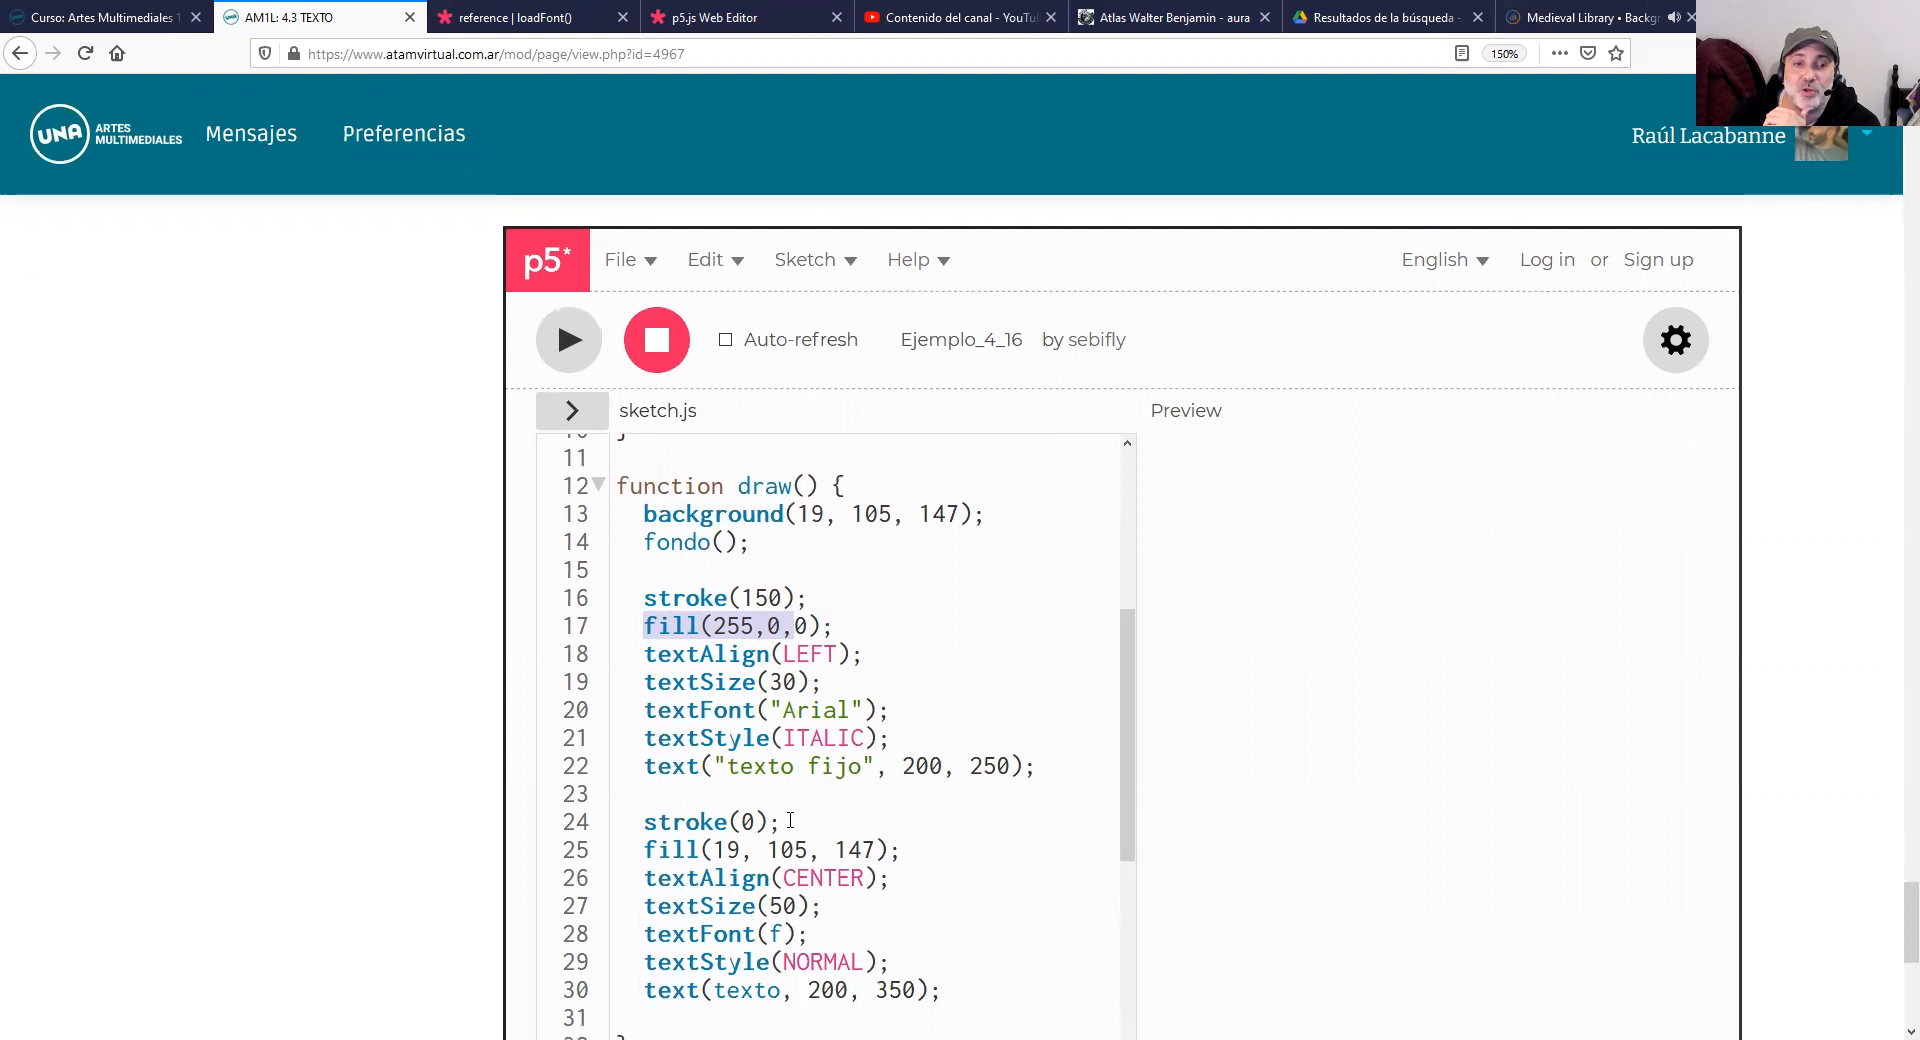 Curso: Artes Multimediales 1
AM1L: 4.3 TEXTO
reference | loadFont()
p5.js Web Editor
Contenido del canal - YouTu
Atlas Walter Benjamin - aura
Resultados de la búsqueda -
Medieval Library • Backgr
https://www.atamvirtual.com.ar/mod/page/view.php?id=4967
150%
UNA ARTES
MULTIMEDIALES
Mensajes
Preferencias
Raúl Lacabanne
p5*
File
Edit
Sketch
Help
English
Log in or Sign up
Auto-refresh
Ejemplo_4_16 by sebifly
sketch.js
Preview
10 }
11
12 function draw() {
13 background(19, 105, 147);
14 fondo();
15
16 stroke(150);
17 fill(255,0,0);
18 textAlign(LEFT);
19 textSize(30);
20 textFont("Arial");
21 textStyle(ITALIC);
22 text("texto fijo", 200, 250);
23
24 stroke(0);
25 fill(19, 105, 147);
26 textAlign(CENTER);
27 textSize(50);
28 textFont(f);
29 textStyle(NORMAL);
30 text(texto, 200, 350);
31